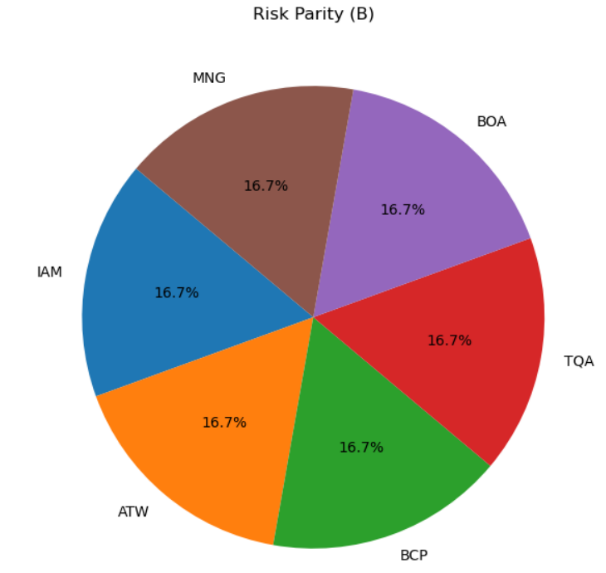 Risk Parity (B)
MNG
BOA
16.7%
16.7%
IAM
16.7%
16.7%
TQA
16.7%
16.7%
ATW
BCP